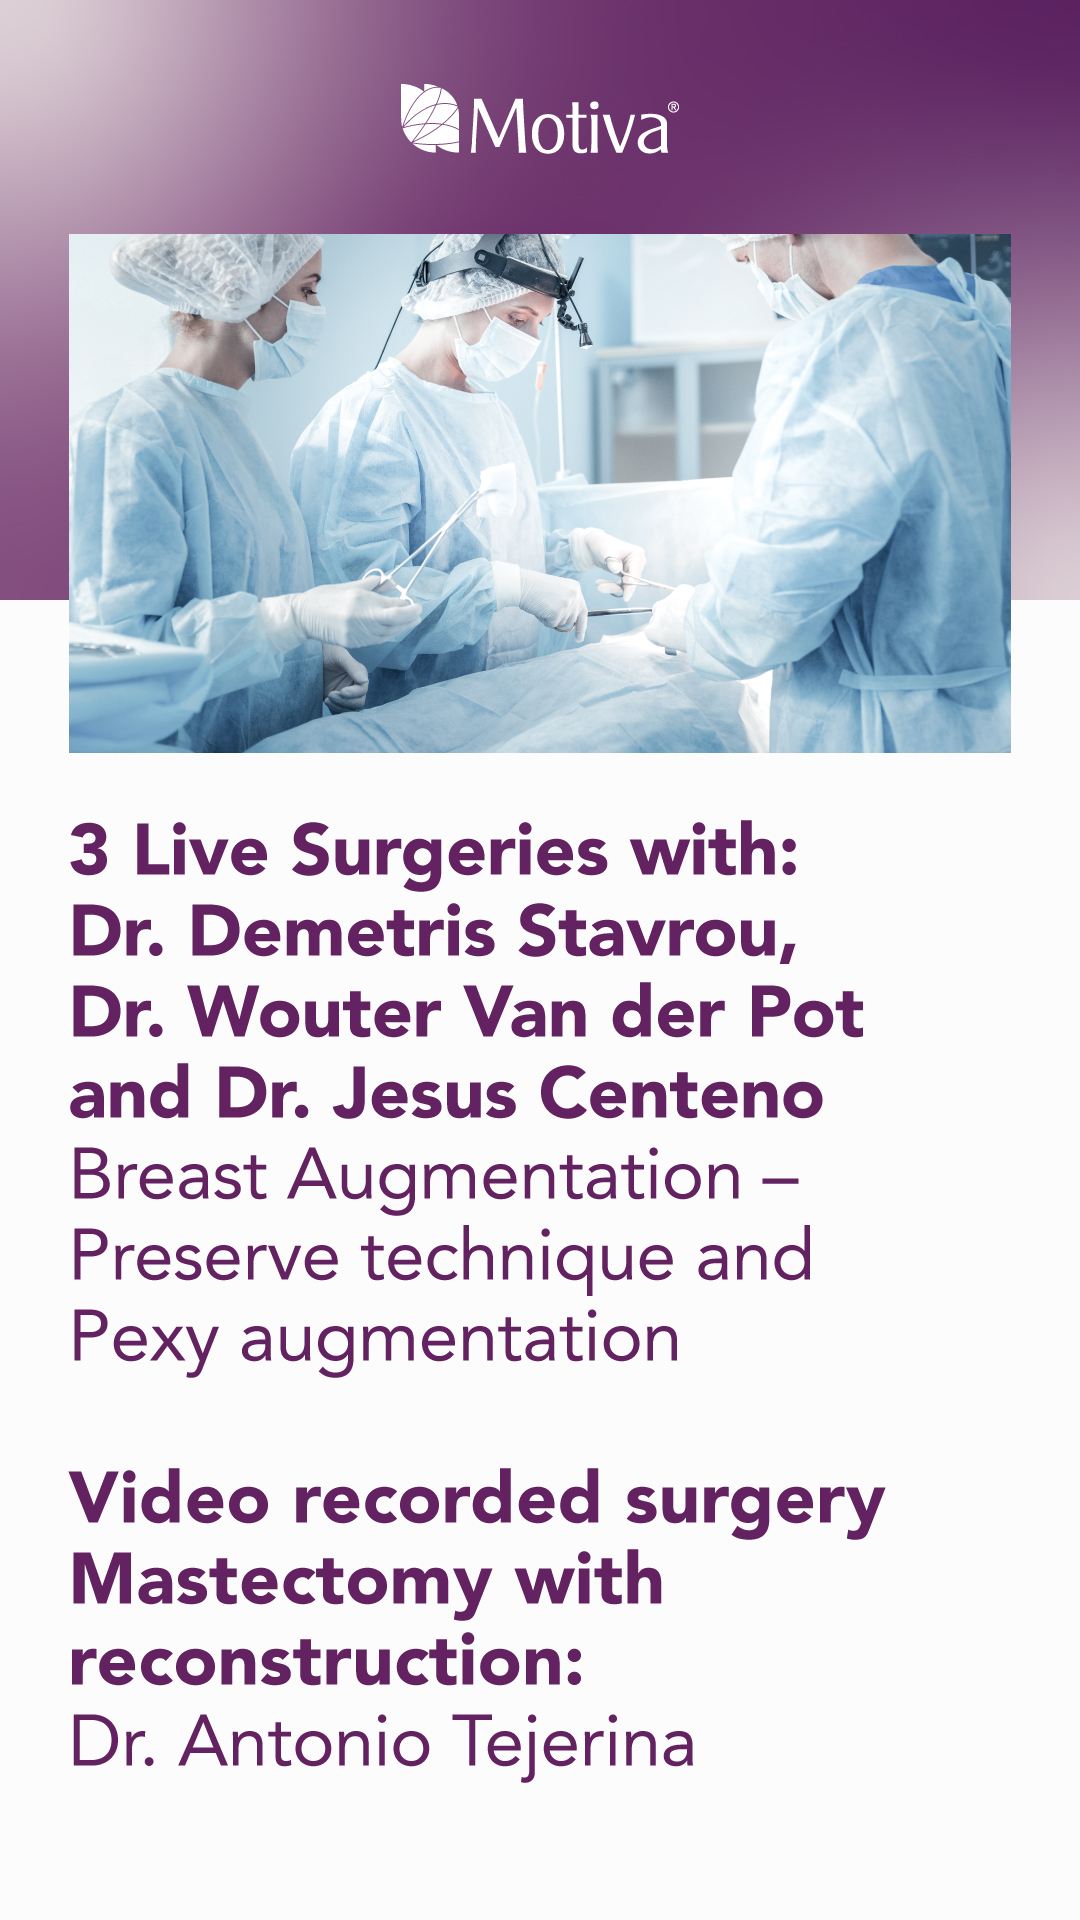 Motiva®
3 Live Surgeries with:
Dr. Demetris Stavrou,
Dr. Wouter Van der Pot
and Dr. Jesus Centeno
Breast Augmentation –
Preserve technique and
Pexy augmentation
Video recorded surgery
Mastectomy with
reconstruction:
Dr. Antonio Tejerina